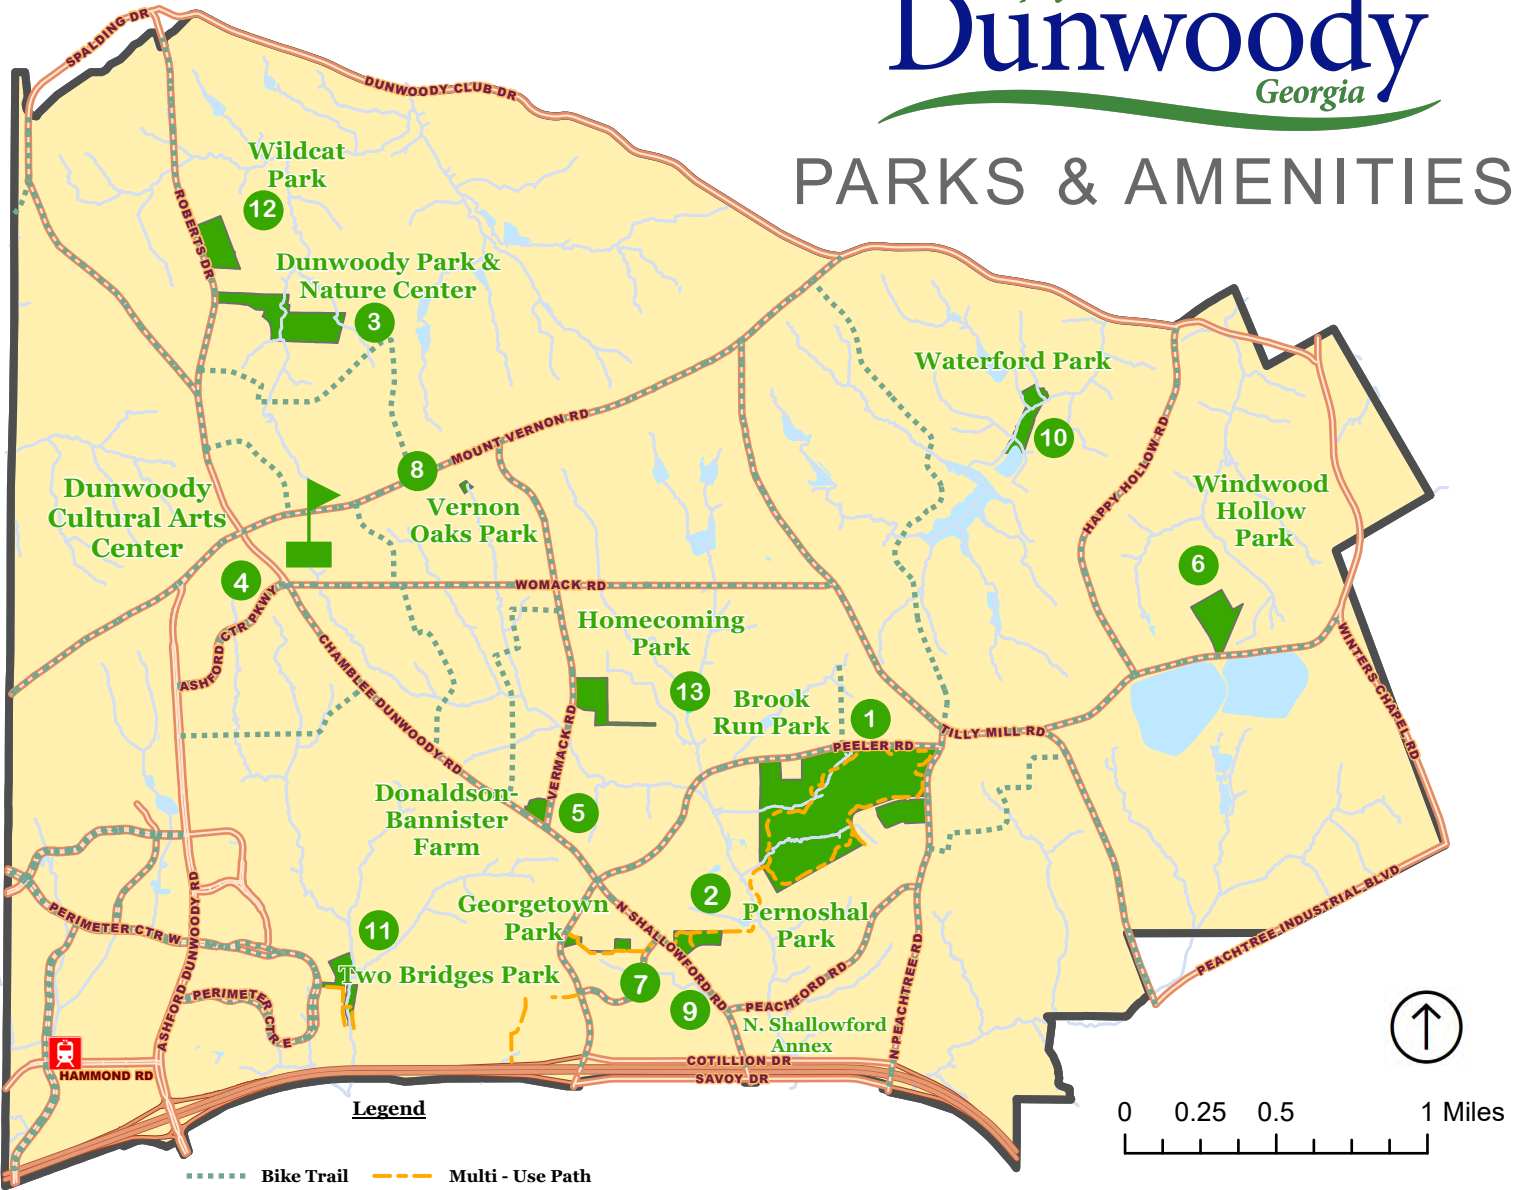 Dunwoody
Georgia
PARKS & AMENITIES
SPALDING DR
DUNWOODY CLUB DR
Wildcat
Park
12
ROBERTS DR
Dunwoody Park &
Nature Center
3
Waterford Park
10
MOUNT VERNON RD
8
Vernon
Oaks Park
HAPPY HOLLOW RD
Windwood
Hollow
Park
6
Dunwoody
Cultural Arts
Center
4
ASHFORD CTR PKWY
WOMACK RD
Homecoming
Park
13
CHAMBLEE DUNWOODY RD
Brook
Run Park
1
PEELER RD
TILLY MILL RD
WINTERS CHAPEL RD
VERMACK RD
Donaldson-
Bannister
Farm
5
2
Georgetown
Park
Pernoshal
Park
N SHALLOWFORD RD
11
Two Bridges Park
7
9
PEACHFORD RD
N PEACHTREE RD
PEACHTREE INDUSTRIAL BLVD
PERIMETER CTR W
ASHFORD-DUNWOODY RD
PERIMETER CTR E
N. Shallowford
Annex
COTILLION DR
SAVOY DR
HAMMOND RD
Legend
Bike Trail
Multi - Use Path
0 0.25 0.5 1 Miles